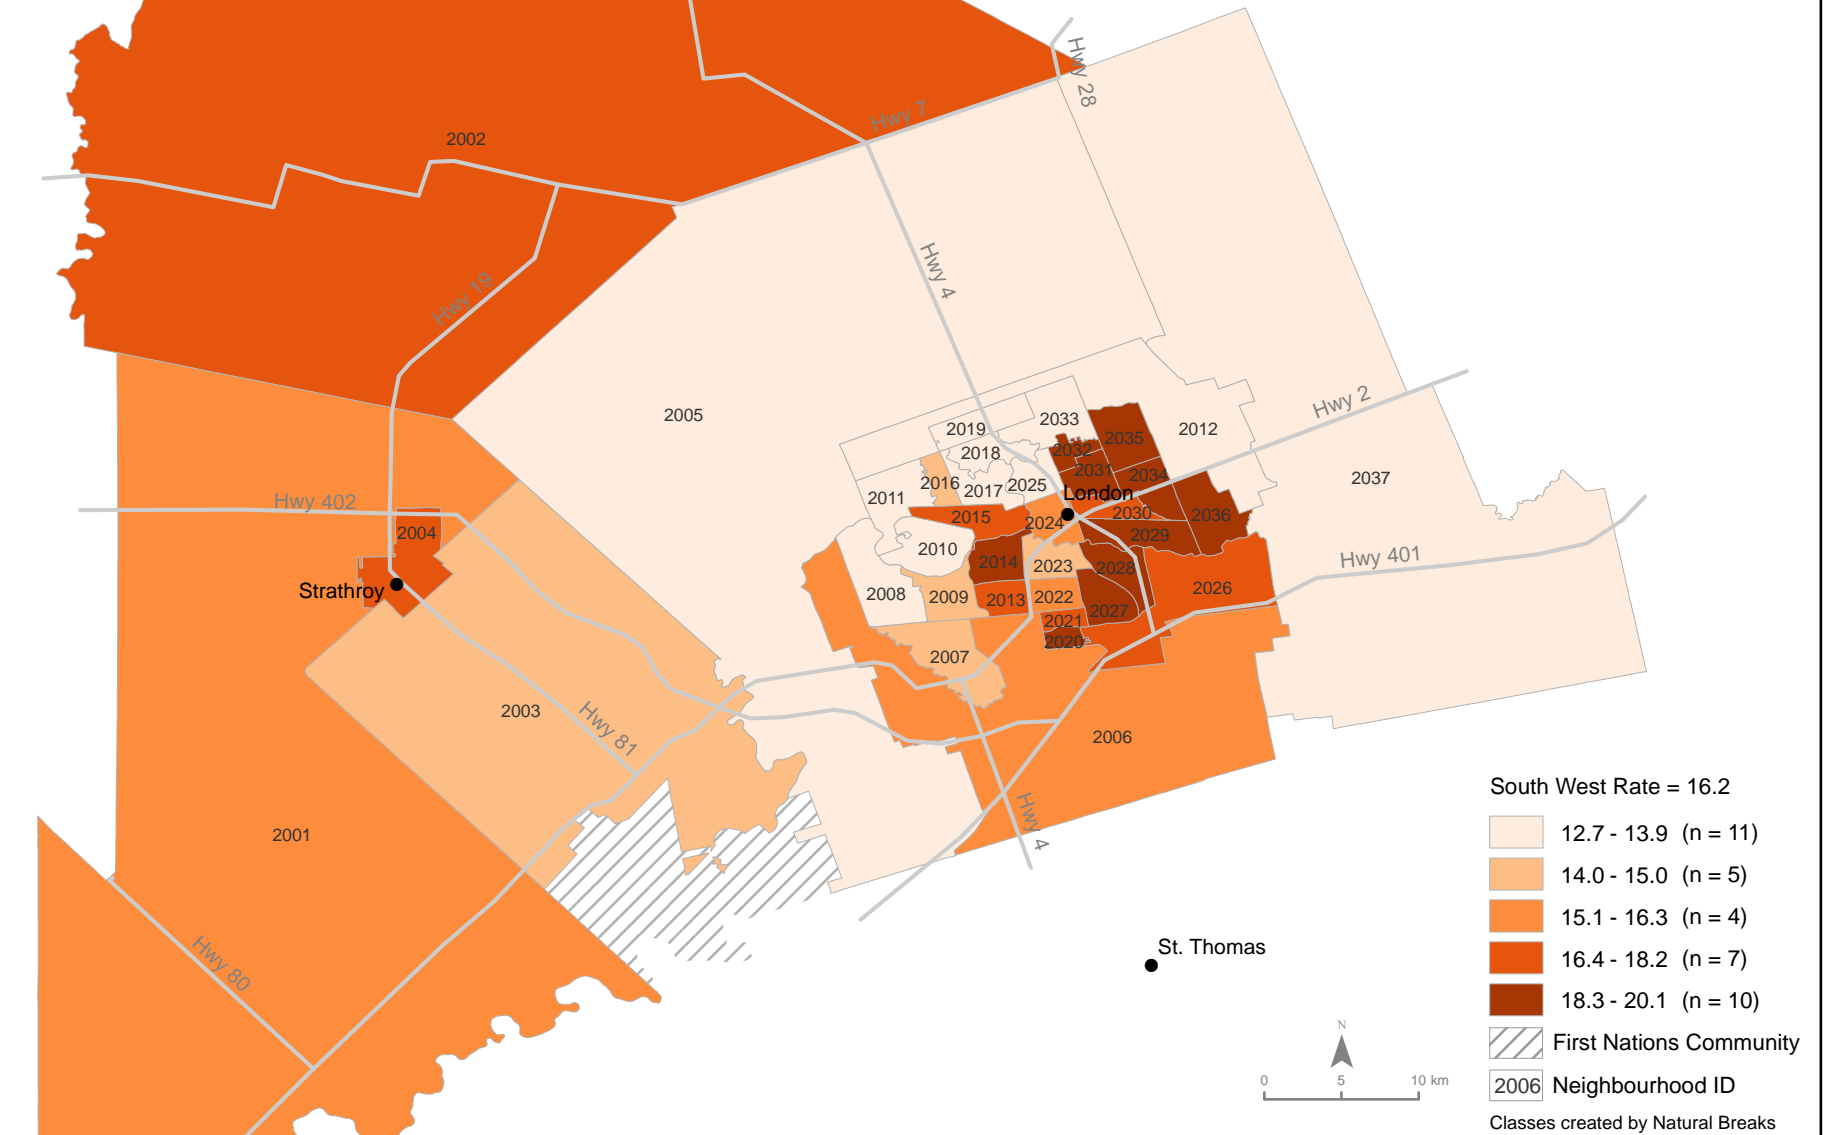 Hwy 28
Hwy 7
2002
Hwy 4
Hwy 19
2005
Hwy 2
2033
2019
2012
2035
2018
2032
2031
2034
2037
2016
2017
2025
2011
London
Hwy 402
2015
2024
2030
2036
2004
2029
2010
2014
2023
2028
Hwy 401
Strathroy
2008
2009
2013
2022
2026
2027
2021
2020
2007
2003
Hwy 81
2006
2001
Hwy 4
Hwy 80
St. Thomas
South West Rate = 16.2
12.7 - 13.9 (n = 11)
14.0 - 15.0 (n = 5)
15.1 - 16.3 (n = 4)
16.4 - 18.2 (n = 7)
18.3 - 20.1 (n = 10)
First Nations Community
2006 Neighbourhood ID
Classes created by Natural Breaks
N
0 5 10 km